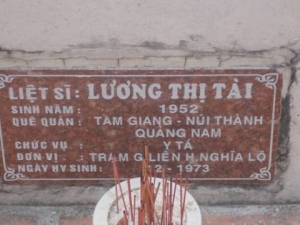 LIỆT SĨ : LƯƠNG THỊ TÀI
SINH NĂM : 1952
QUÊ QUÁN : TAM GIANG - NÚI THÀNH
QUẢNG NAM
CHỨC VỤ : Y TÁ
ĐƠN VỊ : NGHĨA LỘ
NGÀY HY SINH : 2 - 1973